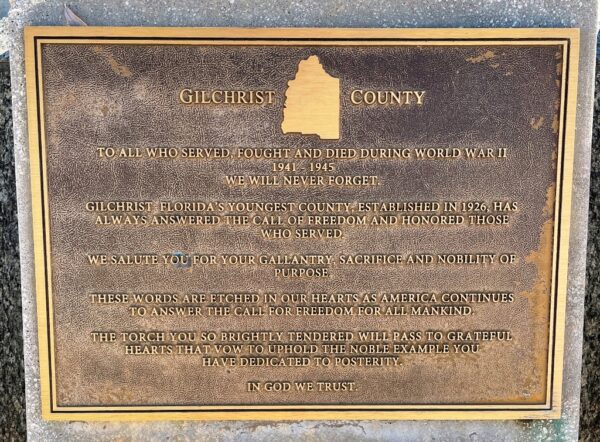 GILCHRIST COUNTY
TO ALL WHO SERVED, FOUGHT AND DIED DURING WORLD WAR II
1941 - 1945
WE WILL NEVER FORGET.
GILCHRIST, FLORIDA'S YOUNGEST COUNTY, ESTABLISHED IN 1926, HAS
ALWAYS ANSWERED THE CALL OF FREEDOM AND HONORED THOSE
WHO SERVED.
WE SALUTE YOU FOR YOUR GALLANTRY, SACRIFICE AND NOBILITY OF
PURPOSE.
THESE WORDS ARE ETCHED IN OUR HEARTS AS AMERICA CONTINUES
TO ANSWER THE CALL FOR FREEDOM FOR ALL MANKIND.
THE TORCH YOU SO BRIGHTLY TENDERED WILL PASS TO GRATEFUL
HEARTS THAT VOW TO UPHOLD THE NOBLE EXAMPLE YOU
HAVE DEDICATED TO POSTERITY.
IN GOD WE TRUST.